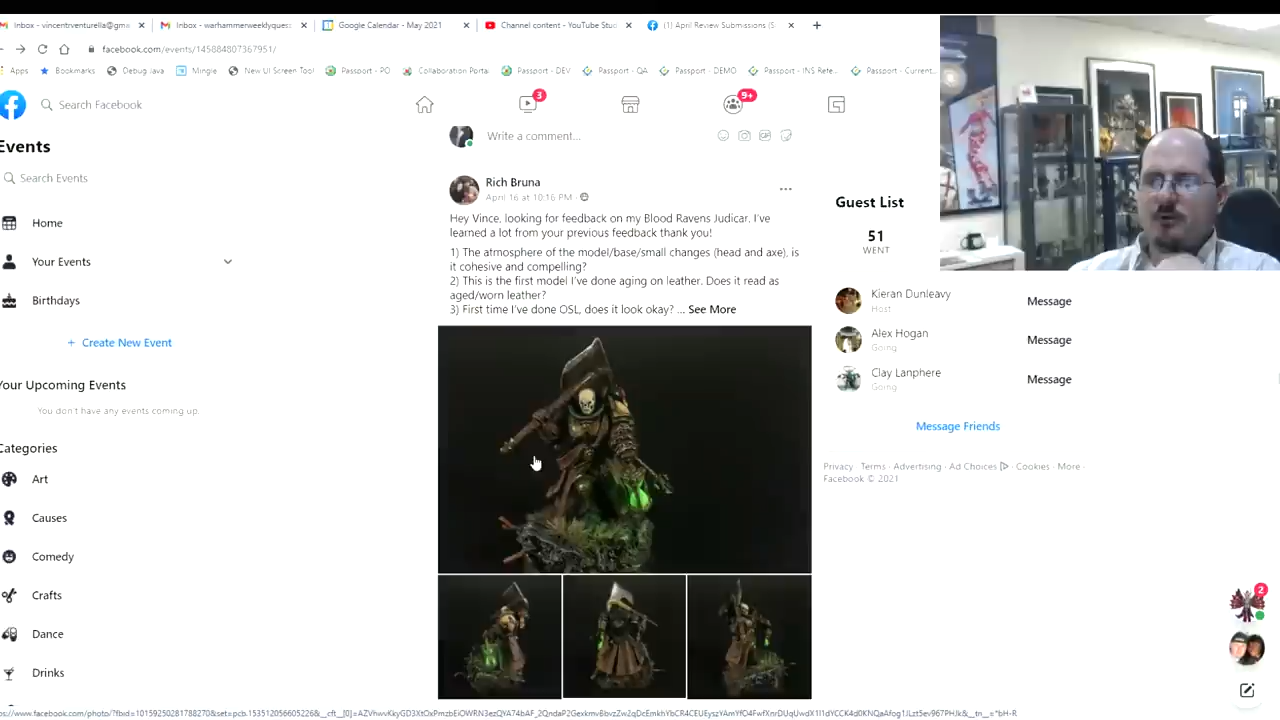 Inbox - vincentrventurella@gma
Inbox - warhammerweeklyques
Google Calendar - May 2021
Channel content - YouTube Stu
(1) April Review Submissions (S
facebook.com/events/145884807367951/
Apps
Bookmarks
Debug Java
Mingle
New UI Screen Tool
Passport - PO
Collaboration Portal
Passport - DEV
Passport - QA
Passport - DEMO
Passport - INS Rete...
Passport - Current...
Search Facebook
3
9+
Events
Search Events
Home
Your Events
Birthdays
+ Create New Event
Your Upcoming Events
You don't have any events coming up.
Categories
Art
Causes
Comedy
Crafts
Dance
Drinks
Write a comment...
Rich Bruna
April 16 at 10:16 PM
Hey Vince, looking for feedback on my Blood Ravens Judicar. I've
learned a lot from your previous feedback thank you!
1) The atmosphere of the model/base/small changes (head and axe), is
it cohesive and compelling?
2) This is the first model I've done aging on leather. Does it read as
aged/worn leather?
3) First time I've done OSL, does it look okay? ... See More
Guest List
51
WENT
Kieran Dunleavy
Host
Message
Alex Hogan
Going
Message
Clay Lanphere
Going
Message
Message Friends
Privacy · Terms · Advertising · Ad Choices · Cookies · More ·
Facebook © 2021
2